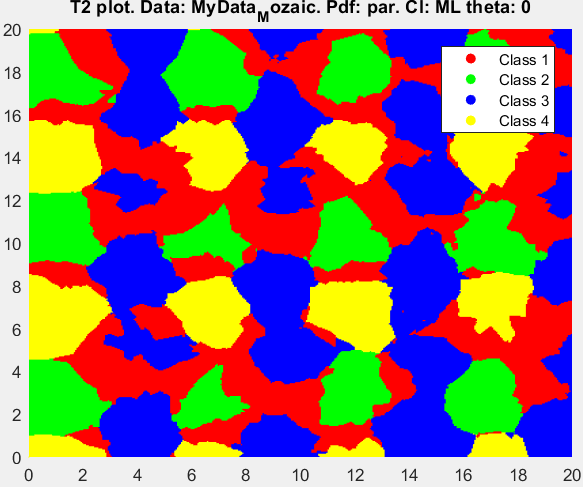 T2 plot. Data: MyData_Mozaic. Pdf: par. Cl: ML theta: 0
20
18
16
14
12
10
8
6
4
2
0
Class 1
Class 2
Class 3
Class 4
0 2 4 6 8 10 12 14 16 18 20